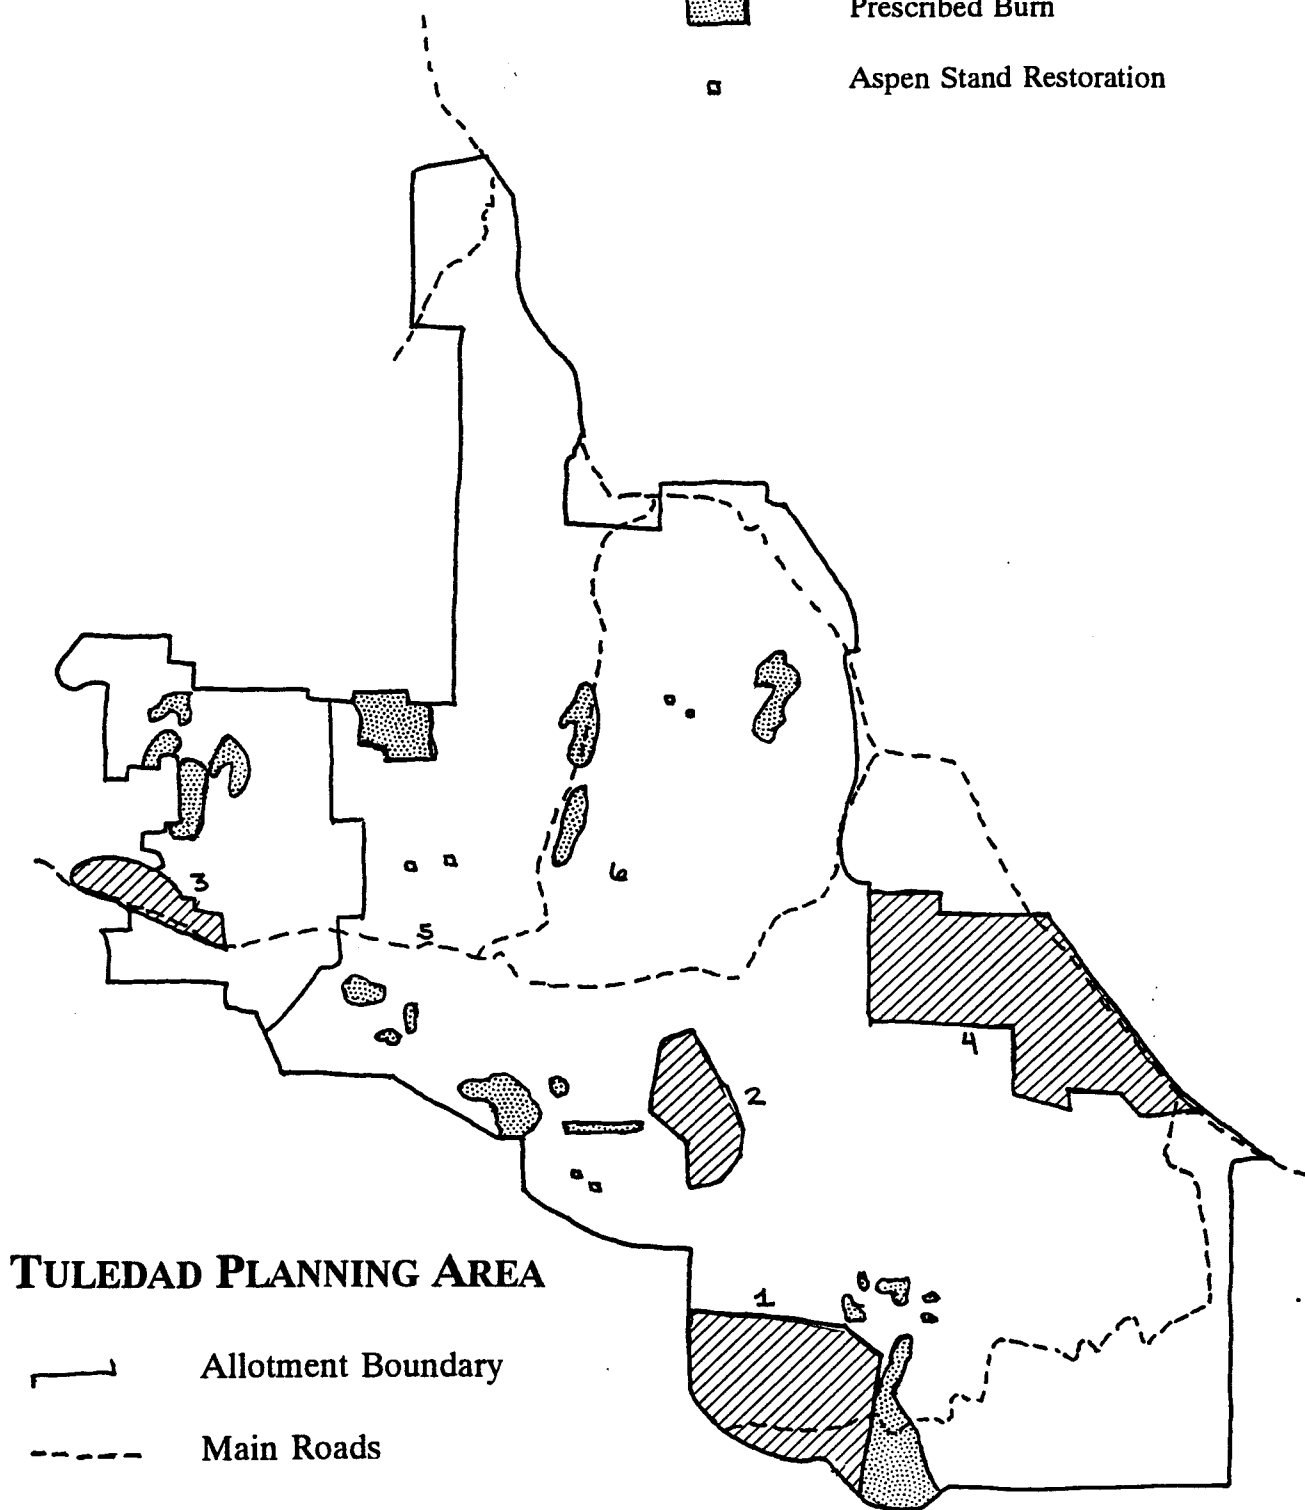 Prescribed Burn
Aspen Stand Restoration
3
5
6
4
2
1
TULEDAD PLANNING AREA
Allotment Boundary
Main Roads